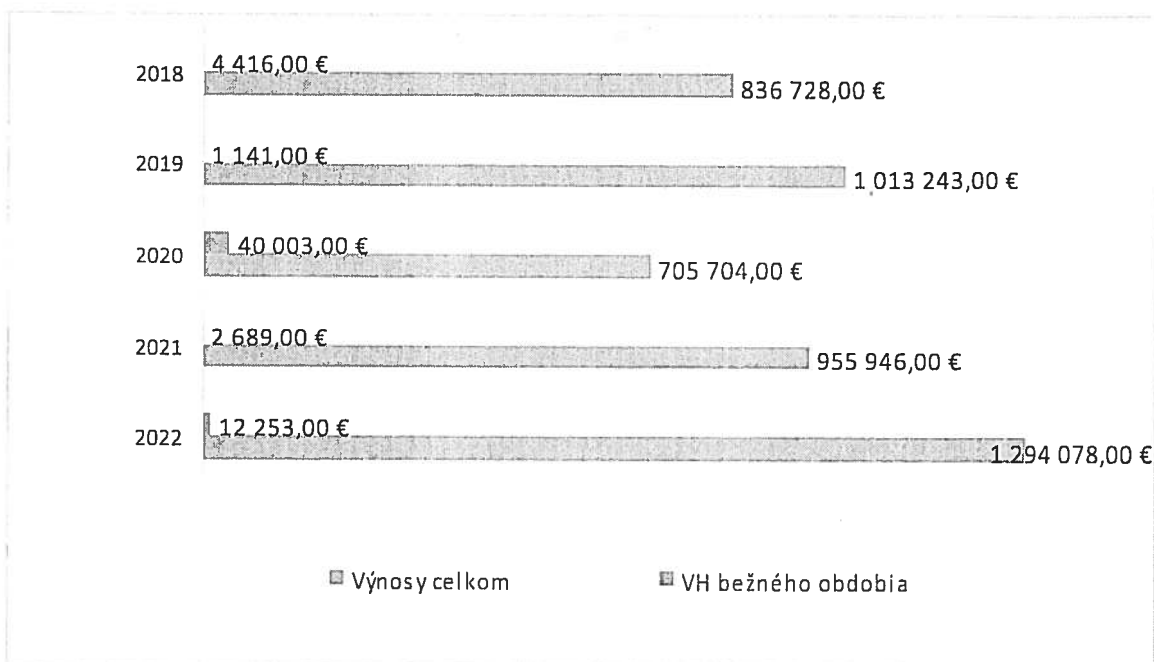 4 416,00 €
2018
836 728,00 €
1 141,00 €
2019
1 013 243,00 €
40 003,00 €
2020
705 704,00 €
2 689,00 €
2021
955 946,00 €
12 253,00 €
2022
1 294 078,00 €
Výnosy celkom
VH bežného obdobia